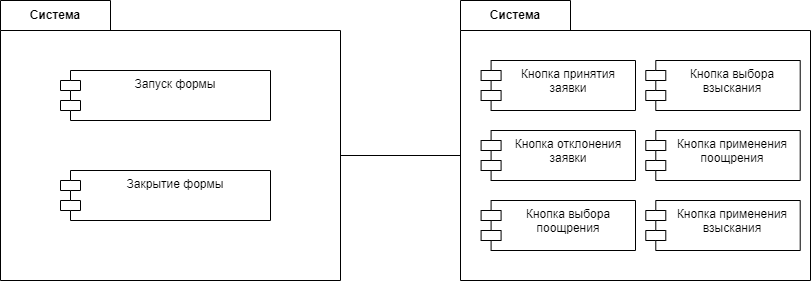 Система
Запуск формы
Закрытие формы
Система
Кнопка принятия
заявки
Кнопка выбора
взыскания
Кнопка отклонения
заявки
Кнопка применения
поощрения
Кнопка выбора
поощрения
Кнопка применения
взыскания